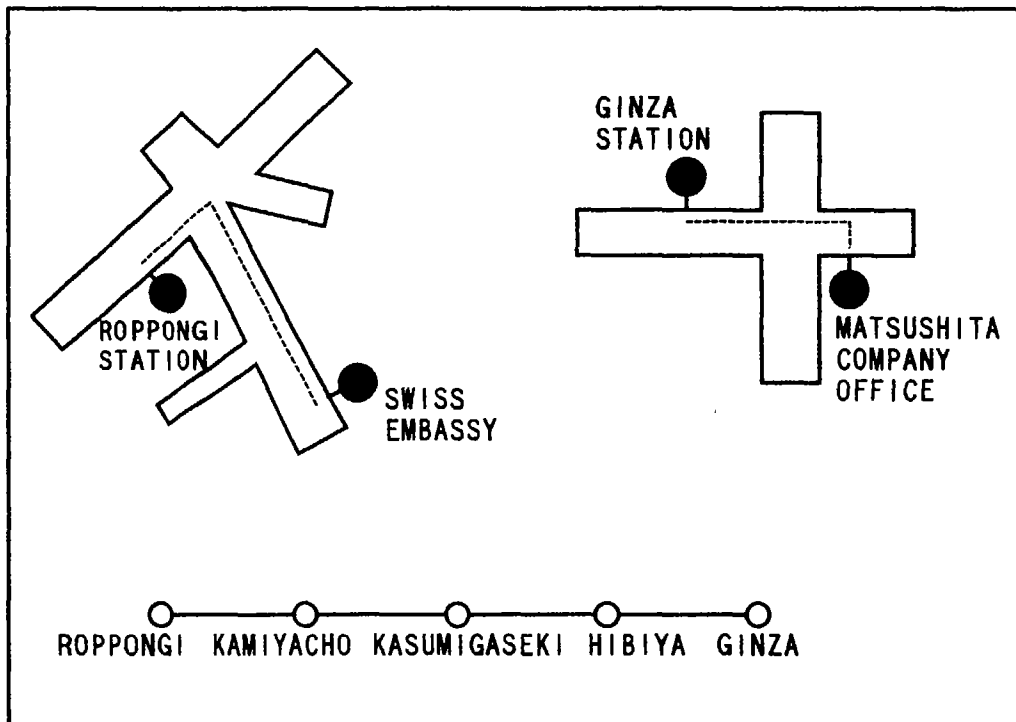 GINZA
STATION
ROPPONGI
STATION
MATSUSHITA
COMPANY
OFFICE
SWISS
EMBASSY
ROPPONGI KAMIYACHO KASUMIGASEKI HIBIYA GINZA